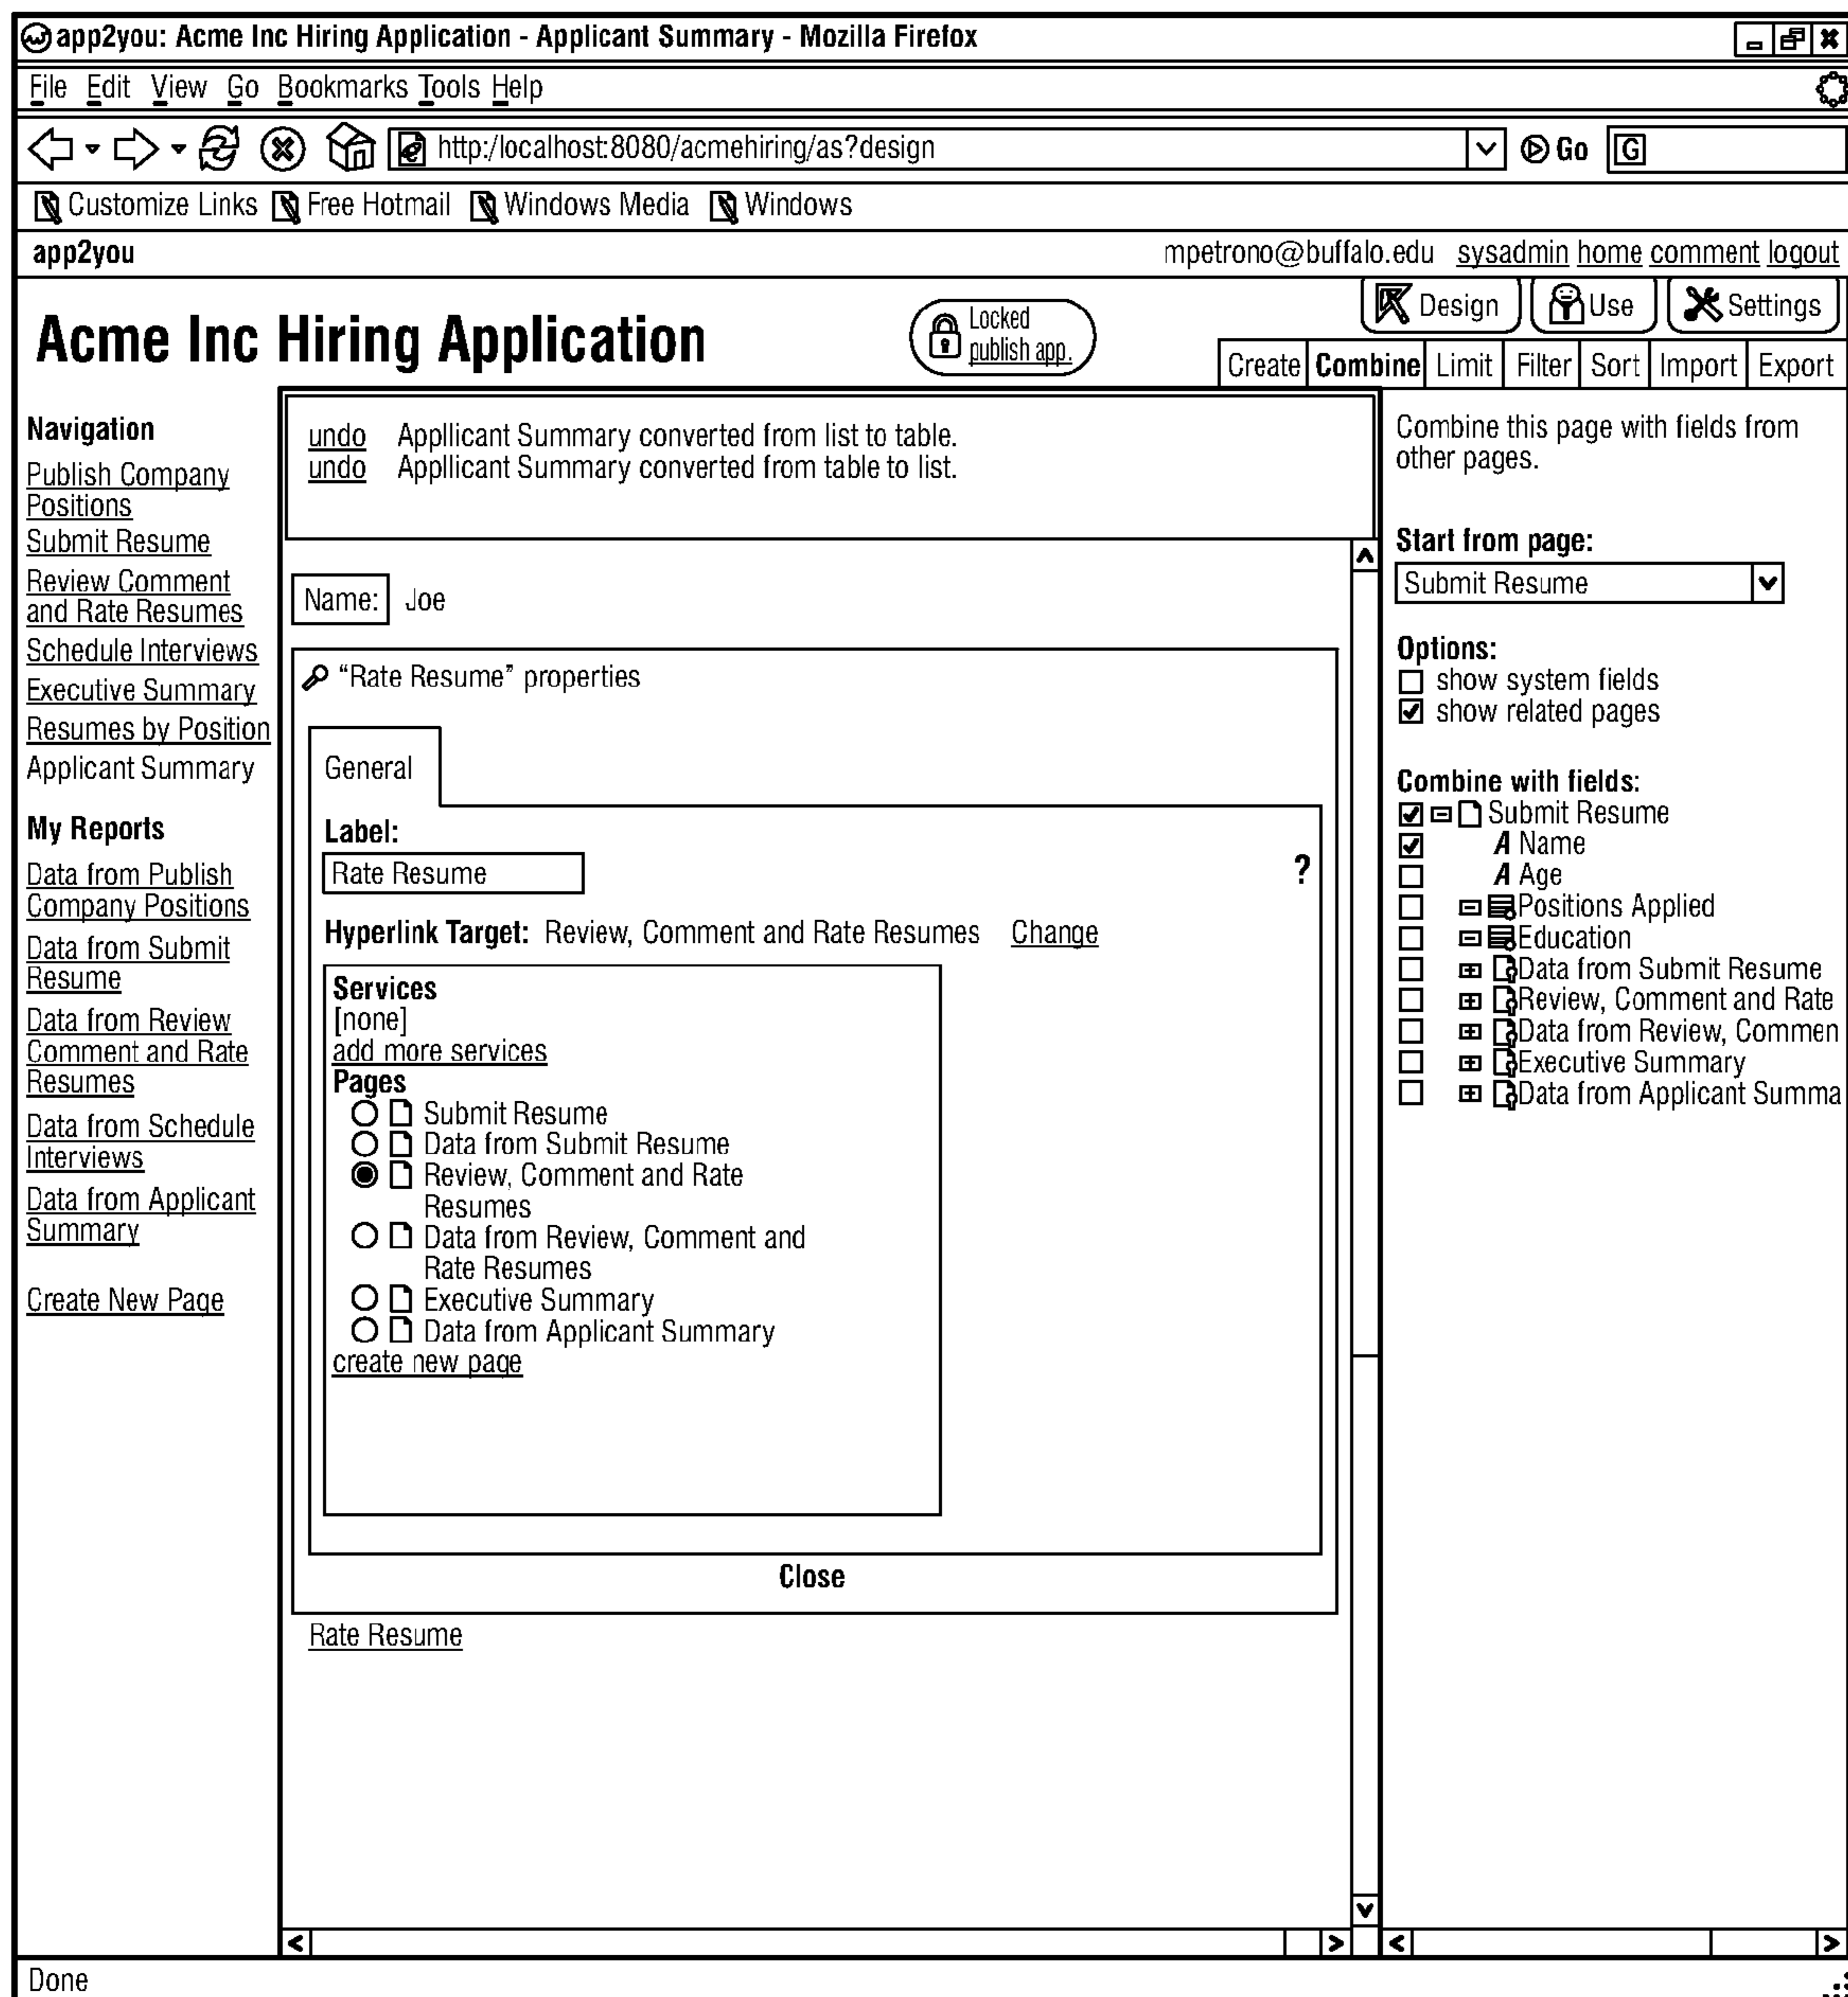 app2you: Acme Inc Hiring Application - Applicant Summary - Mozilla Firefox
File Edit View Go Bookmarks Tools Help
http:/localhost:8080/acmehiring/as?design
Go
G
Customize Links Free Hotmail Windows Media Windows
app2you
mpetrono@buffalo.edu sysadmin home comment logout
Acme Inc Hiring Application
Locked
publish app.
Design Use Settings
Create Combine Limit Filter Sort Import Export
Navigation
Publish Company
Positions
Submit Resume
Review Comment
and Rate Resumes
Schedule Interviews
Executive Summary
Resumes by Position
Applicant Summary
My Reports
Data from Publish
Company Positions
Data from Submit
Resume
Data from Review
Comment and Rate
Resumes
Data from Schedule
Interviews
Data from Applicant
Summary
Create New Page
undo Appllicant Summary converted from list to table.
undo Appllicant Summary converted from table to list.
Name: Joe
“Rate Resume” properties
General
Label:
Rate Resume
?
Hyperlink Target: Review, Comment and Rate Resumes Change
Services
[none]
add more services
Pages
Submit Resume
Data from Submit Resume
Review, Comment and Rate
Resumes
Data from Review, Comment and
Rate Resumes
Executive Summary
Data from Applicant Summary
create new page
Close
Rate Resume
Combine this page with fields from
other pages.
Start from page:
Submit Resume
Options:
show system fields
show related pages
Combine with fields:
Submit Resume
A Name
A Age
Positions Applied
Education
Data from Submit Resume
Review, Comment and Rate
Data from Review, Commen
Executive Summary
Data from Applicant Summa
Done